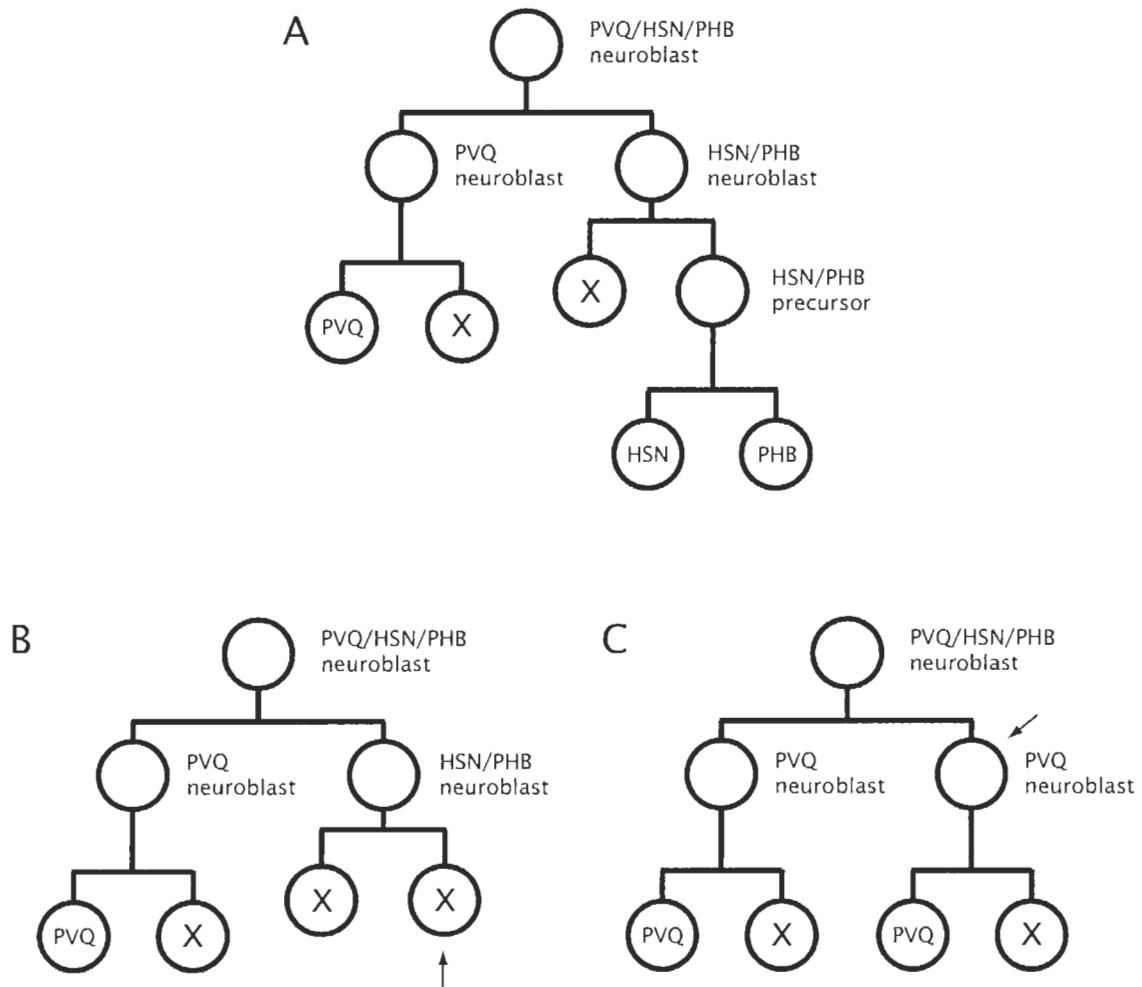 A
PVQ/HSN/PHB
neuroblast
PVQ
neuroblast
HSN/PHB
neuroblast
X
HSN/PHB
precursor
PVQ
X
HSN
PHB
B
PVQ/HSN/PHB
neuroblast
PVQ
neuroblast
HSN/PHB
neuroblast
X
X
PVQ
X
C
PVQ/HSN/PHB
neuroblast
PVQ
neuroblast
PVQ
neuroblast
PVQ
X
PVQ
X